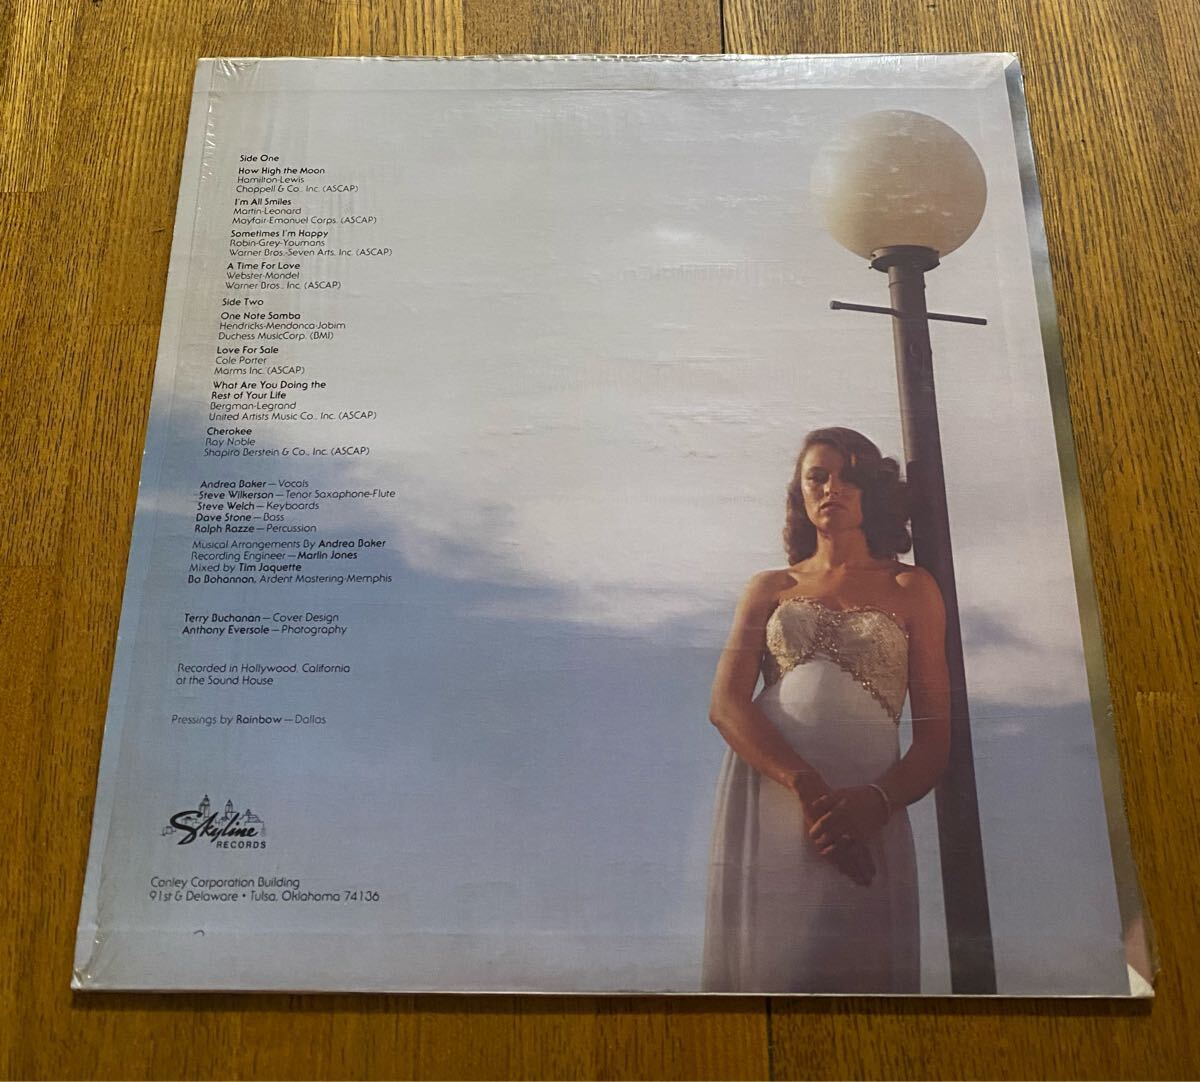 Side One
How High the Moon
Hamilton-Lewis
Chappell & Co., Inc. (ASCAP)
I'm All Smiles
Martin-Leonard
Mayfair-Emanuel Corps. (ASCAP)
Sometimes I'm Happy
Robin-Grey-Youmans
Warner Bros.-Seven Arts, Inc. (ASCAP)
A Time For Love
Webster-Mandel
Warner Bros., Inc. (ASCAP)
Side Two
One Note Samba
Hendricks-Mendonca-Jobim
Duchess MusicCorp. (BMI)
Love For Sale
Cole Porter
Marms Inc. (ASCAP)
What Are You Doing the
Rest of Your Life
Bergman-Legrand
United Artists Music Co., Inc. (ASCAP)
Cherokee
Ray Noble
Shapiro Berstein & Co., Inc. (ASCAP)
Andrea Baker — Vocals
Steve Wilkerson — Tenor Saxaphone-Flute
Steve Welch — Keyboards
Dave Stone — Bass
Ralph Razze — Percussion
Musical Arrangements By Andrea Baker
Recording Engineer — Marlin Jones
Mixed by Tim Jaquette
Bo Bohannon, Ardent Mastering-Memphis
Terry Buchanan — Cover Design
Anthony Eversole — Photography
Recorded in Hollywood, California
at the Sound House
Pressings by Rainbow — Dallas
Skyline
RECORDS
Canley Corporation Building
91st & Delaware • Tulsa, Oklahoma 74136